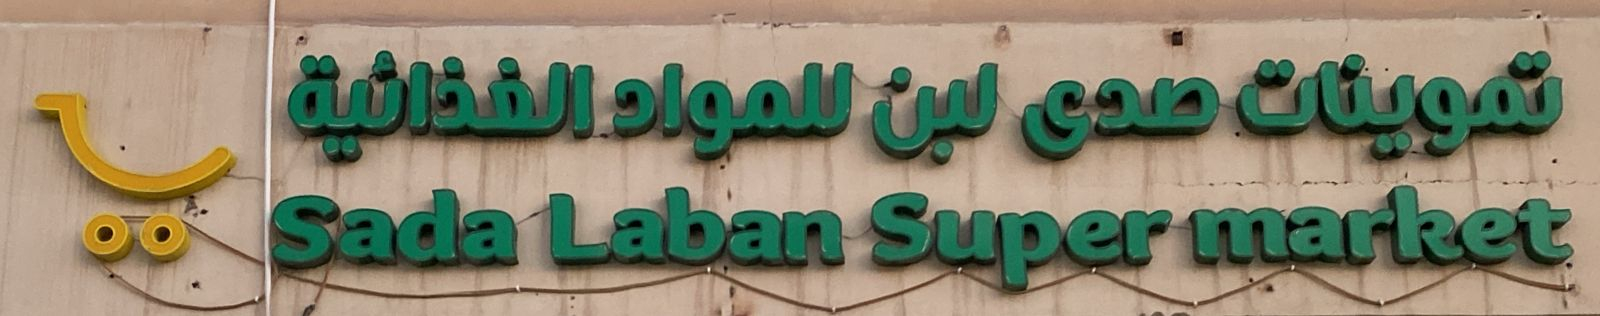 تموينات صدى لبن للمواد الغذائية
Sada Laban Super market